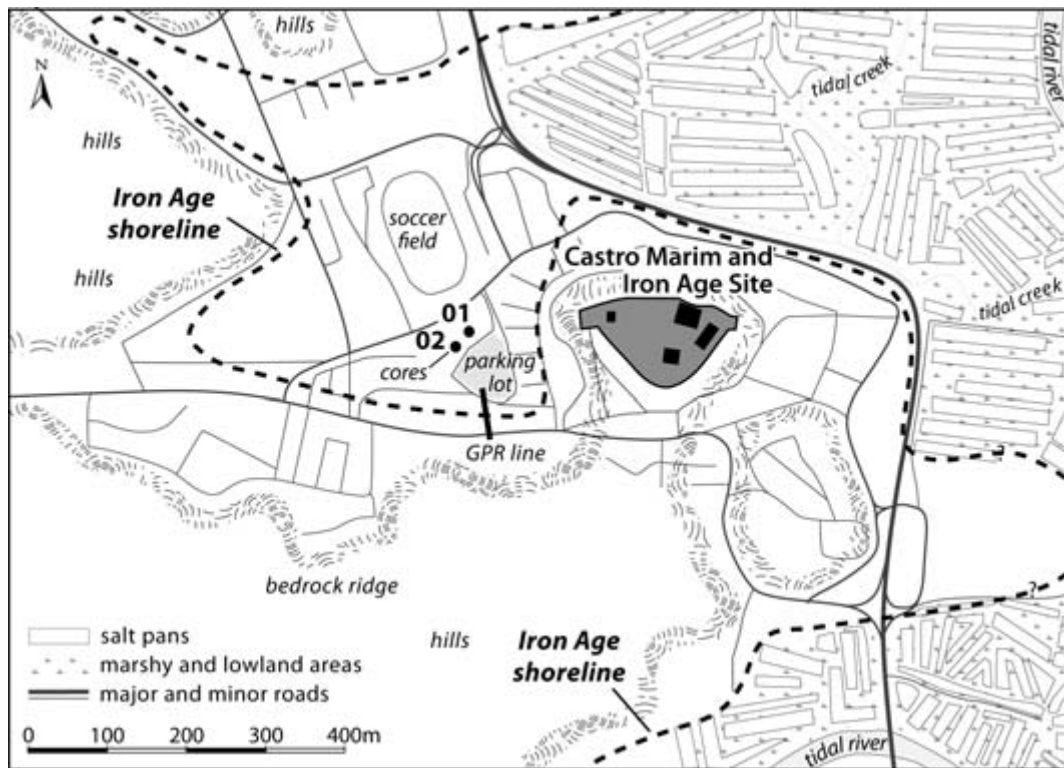 hills
N
hills
Iron Age
shoreline
hills
soccer
field
tidal creek
tidal river
Castro Marim and
Iron Age Site
tidal creek
01
02
cores
parking
lot
GPR line
?
bedrock ridge
?
hills
Iron Age
shoreline
salt pans
marshy and lowland areas
major and minor roads
0 100 200 300 400m
tidal river